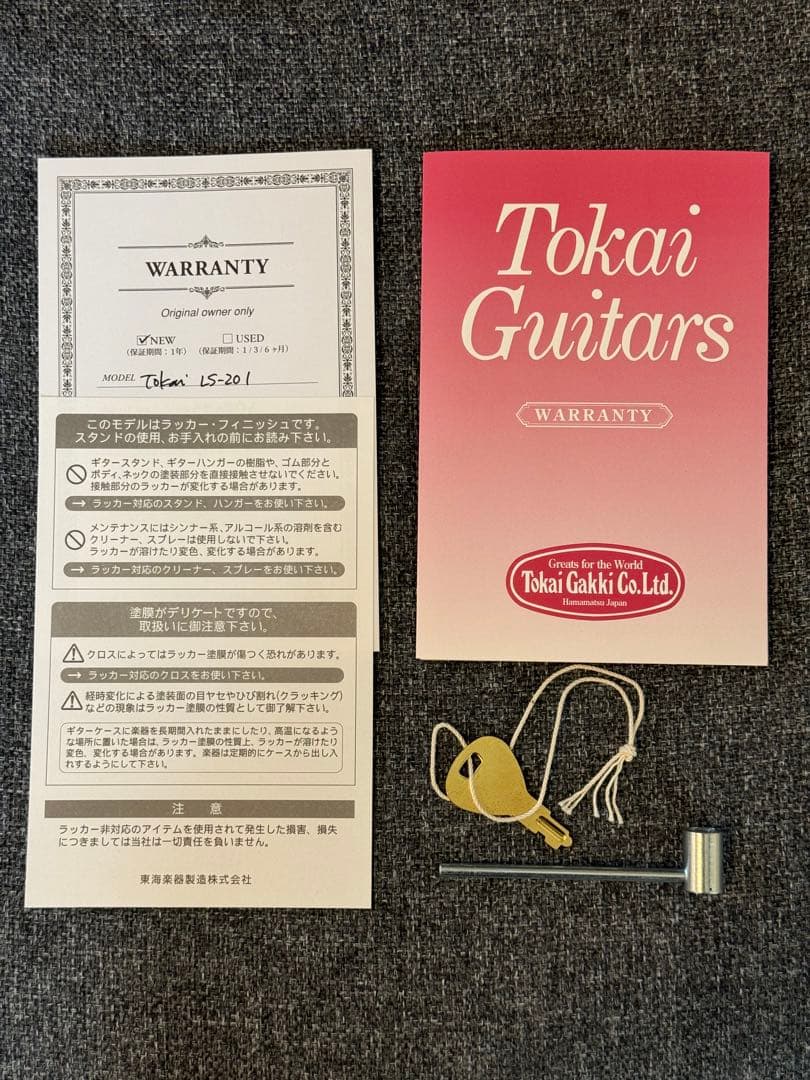 WARRANTY
Original owner only
✓NEW □USED
(保証期間:1年) (保証期間:1/3/6ヶ月)
MODEL Tokai LS-201
このモデルはラッカー・フィニッシュです。
スタンドの使用、お手入れの前にお読み下さい。
ギタースタンド、ギターハンガーの樹脂や、ゴム部分と
ボディ、ネックの塗装部分を直接接触させないでください。
接触部分のラッカーが変化する場合があります。
→ ラッカー対応のスタンド、ハンガーをお使い下さい。
メンテナンスにはシンナー系、アルコール系の溶剤を含む
クリーナー、スプレーは使用しないで下さい。
ラッカーが溶けたり変色、変化する場合があります。
→ ラッカー対応のクリーナー、スプレーをお使い下さい。
塗膜がデリケートですので、
取扱いに御注意下さい。
クロスによってはラッカー塗膜が傷つく恐れがあります。
→ ラッカー対応のクロスをお使い下さい。
経時変化による塗装面の目ヤセやひび割れ(クラッキング)
などの現象はラッカー塗膜の性質として御了解下さい。
ギターケースに楽器を長期間入れたままにしたり、高温になるよう
な場所に置いた場合は、ラッカー塗膜の性質上、ラッカーが溶けたり
変色、変化する場合があります。楽器は定期的にケースから出し入
れするようにして下さい。
注 意
ラッカー非対応のアイテムを使用されて発生した損害、損失
につきましては当社は一切責任を負いません。
東海楽器製造株式会社
Tokai
Guitars
WARRANTY
Greats for the World
Tokai Gakki Co.Ltd.
Hamamatsu Japan